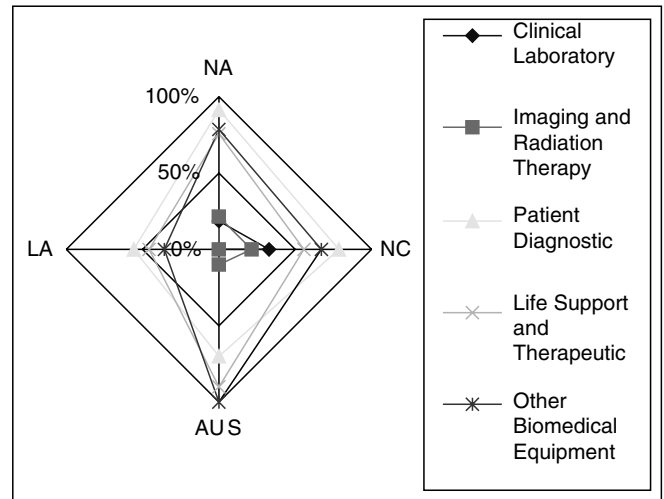 NA
100%
50%
LA
0%
NC
AUS
Clinical
Laboratory
Imaging and
Radiation
Therapy
Patient
Diagnostic
Life Support
and
Therapeutic
Other
Biomedical
Equipment